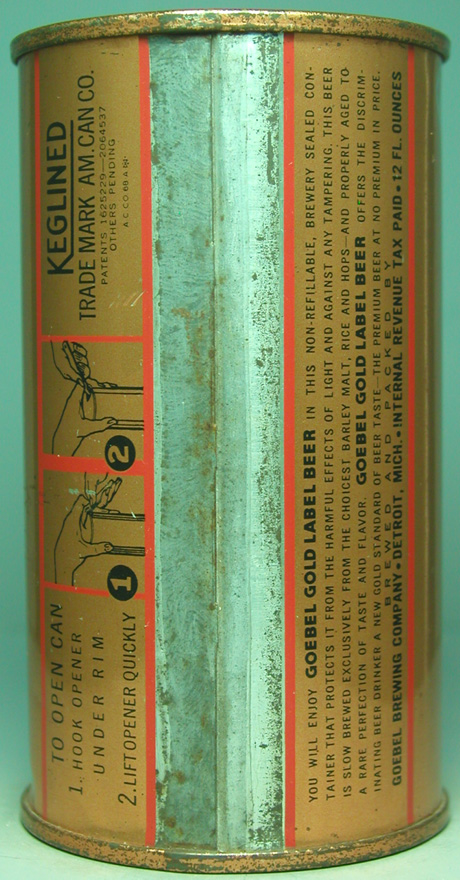 TO OPEN CAN
1. HOOK OPENER
UNDER RIM
2. LIFT OPENER QUICKLY
1
2
KEGLINED
TRADE MARK AM. CAN CO.
PATENTS 1625229—2064537
OTHERS PENDING
A C CO 68 A
YOU WILL ENJOY GOEBEL GOLD LABEL BEER IN THIS NON-REFILLABLE, BREWERY SEALED CON-
TAINER THAT PROTECTS IT FROM THE HARMFUL EFFECTS OF LIGHT AND AGAINST ANY TAMPERING. THIS BEER
IS SLOW BREWED EXCLUSIVELY FROM THE CHOICEST BARLEY MALT, RICE AND HOPS—AND PROPERLY AGED TO
A RARE PERFECTION OF TASTE AND FLAVOR. GOEBEL GOLD LABEL BEER OFFERS THE DISCRIM-
INATING BEER DRINKER A NEW GOLD STANDARD OF BEER TASTE—THE PREMIUM BEER AT NO PREMIUM IN PRICE.
BREWED AND PACKED BY
GOEBEL BREWING COMPANY • DETROIT, MICH. • INTERNAL REVENUE TAX PAID • 12 FL. OUNCES